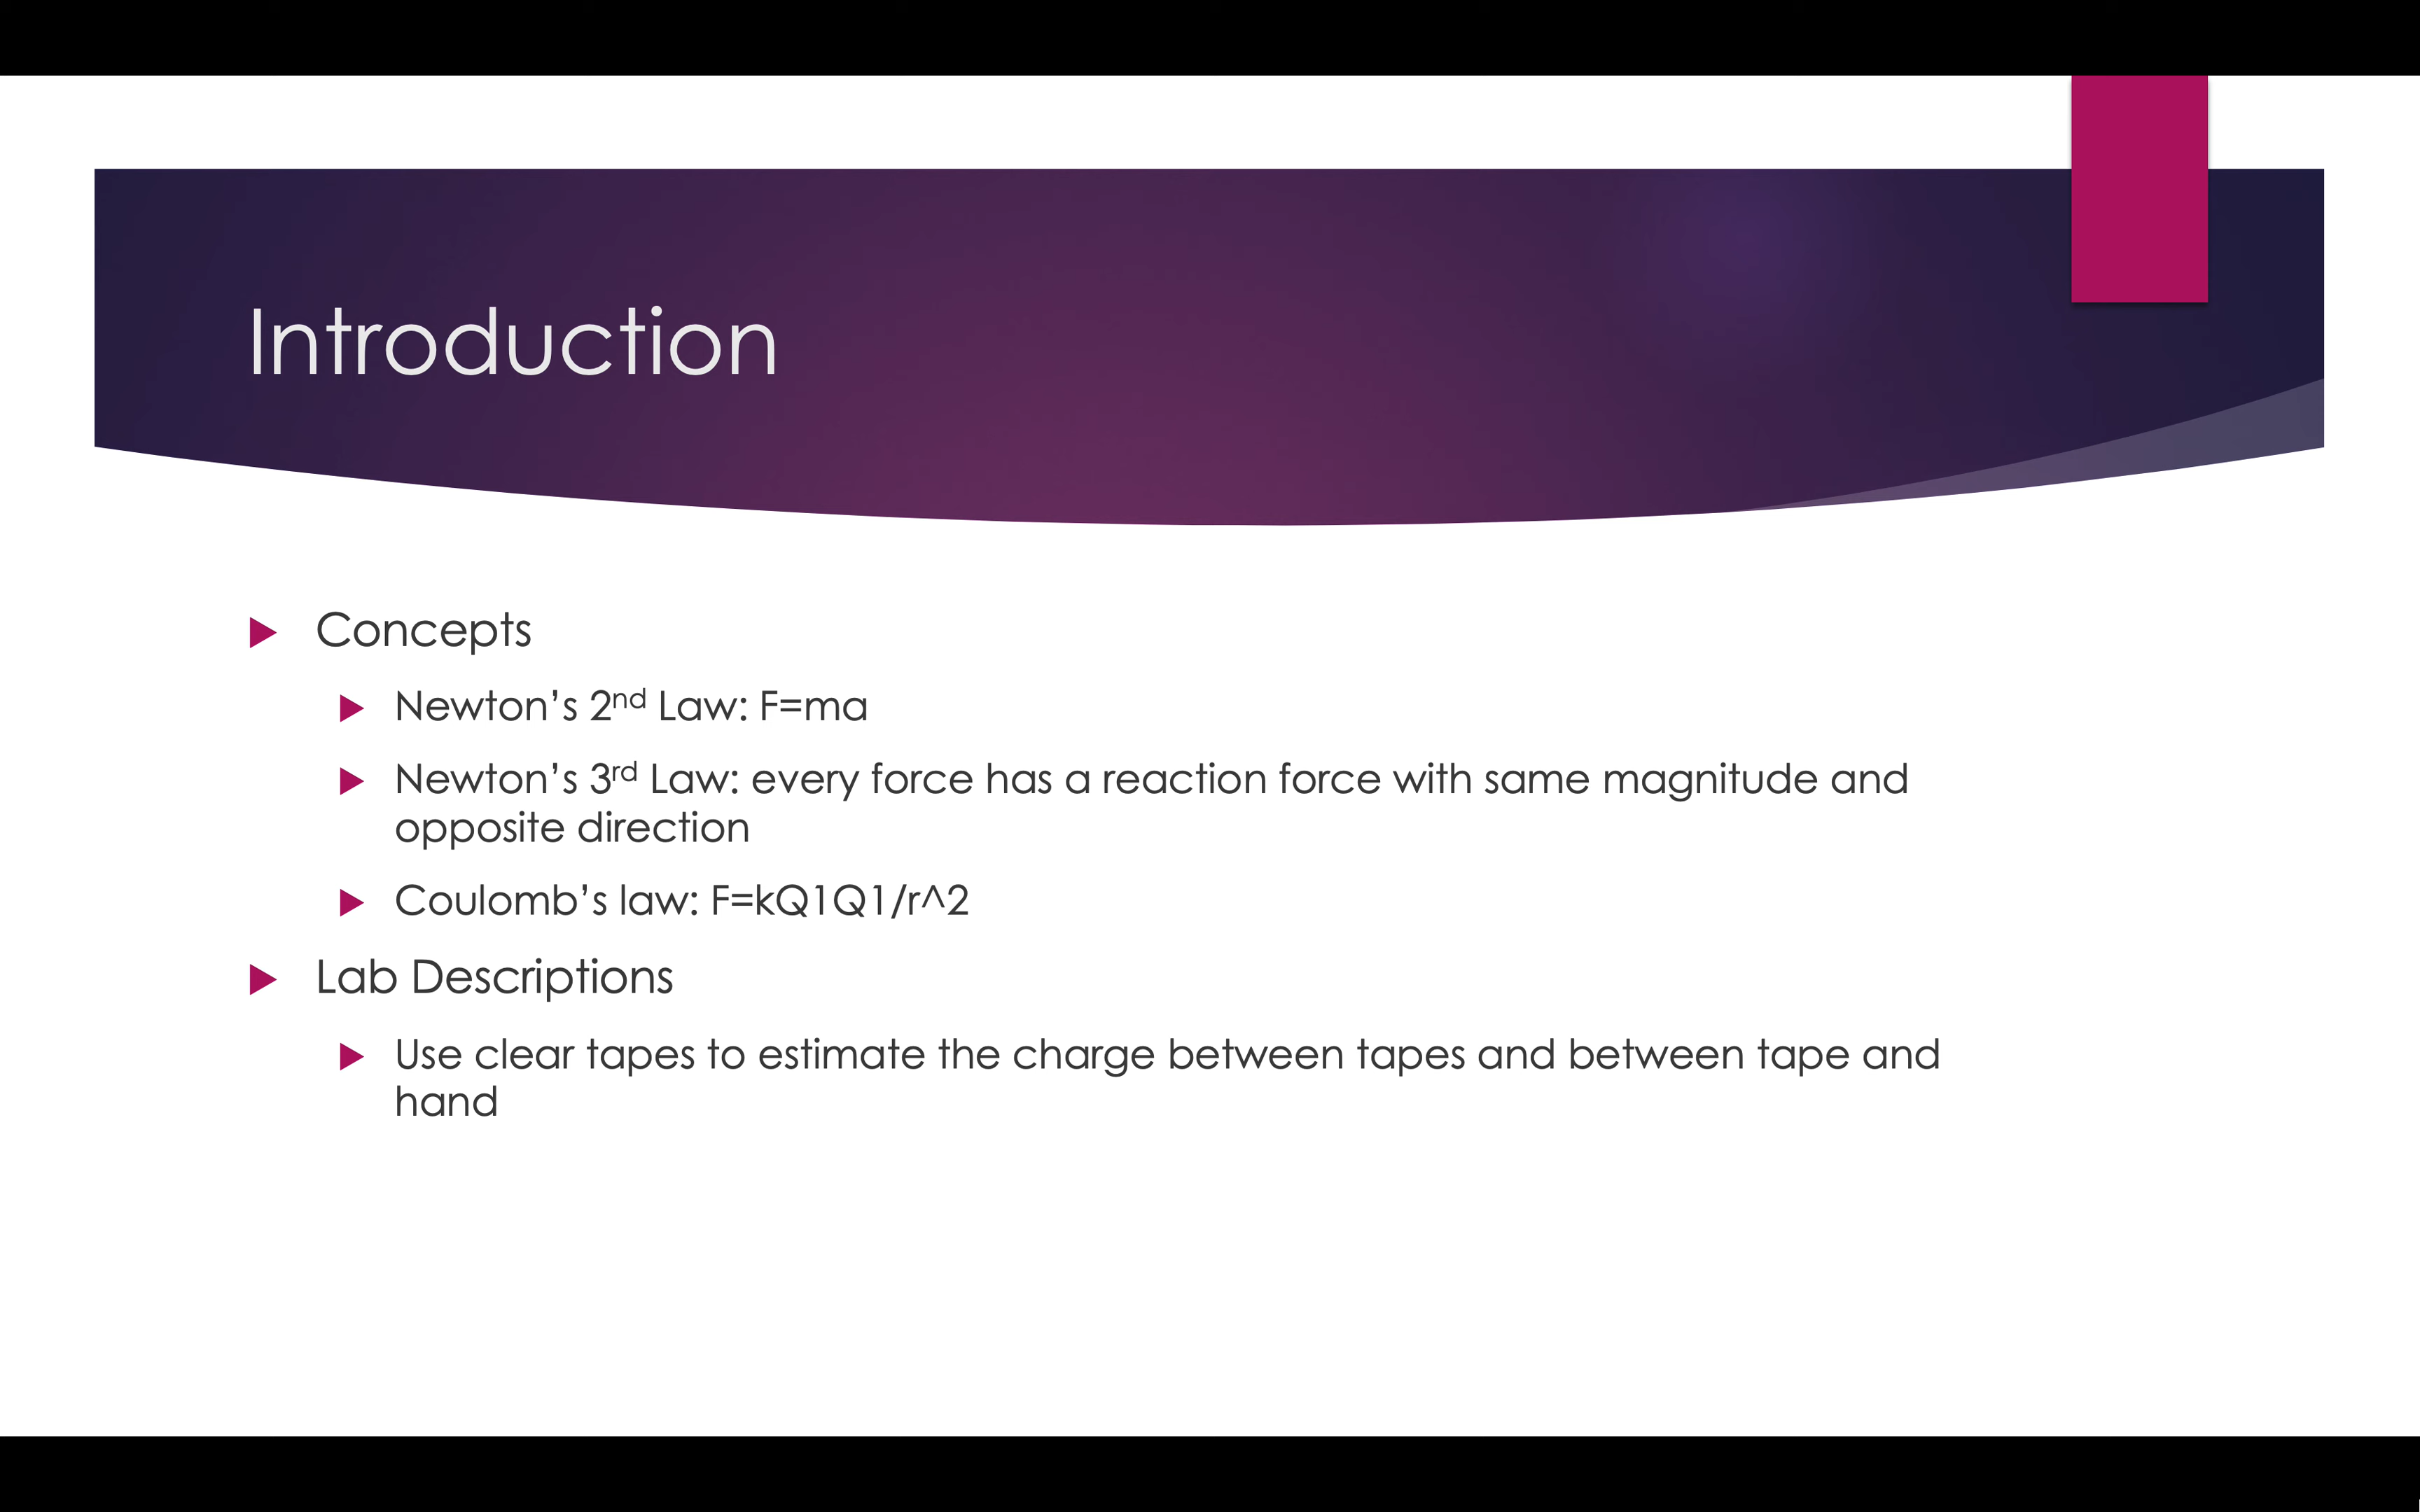 Introduction
Concepts
Newton’s 2nd Law: F=ma
Newton’s 3rd Law: every force has a reaction force with same magnitude and
opposite direction
Coulomb’s law: F=kQ1Q1/r^2
Lab Descriptions
Use clear tapes to estimate the charge between tapes and between tape and
hand